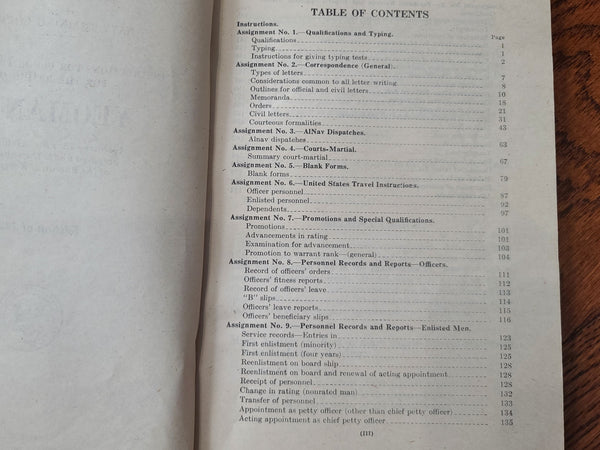 TABLE OF CONTENTS
Instructions.
Assignment No. 1.—Qualifications and Typing. Page
Qualifications 1
Typing 1
Instructions for giving typing tests 2
Assignment No. 2.—Correspondence (General).
Types of letters 7
Considerations common to all letter writing 8
Outlines for official and civil letters 10
Memoranda 18
Orders 21
Civil letters 31
Courteous formalities 43
Assignment No. 3.—AlNav Dispatches.
Alnav dispatches 63
Assignment No. 4.—Courts-Martial.
Summary court-martial 67
Assignment No. 5.—Blank Forms.
Blank forms 79
Assignment No. 6.—United States Travel Instructions.
Officer personnel 87
Enlisted personnel 92
Dependents 97
Assignment No. 7.—Promotions and Special Qualifications.
Promotions 101
Advancements in rating 101
Examination for advancement 103
Promotion to warrant rank—(general) 104
Assignment No. 8.—Personnel Records and Reports—Officers.
Record of officers' orders 111
Officers' fitness reports 112
Record of officers' leave 113
"B" slips 114
Officers' leave reports 115
Officers' beneficiary slips 116
Assignment No. 9.—Personnel Records and Reports—Enlisted Men.
Service records—Entries in 123
First enlistment (minority) 125
First enlistment (four years) 125
Reenlistment on board ship 128
Reenlistment on board and renewal of acting appointment 128
Receipt of personnel 128
Change in rating (nonrated man) 132
Transfer of personnel 133
Appointment as petty officer (other than chief petty officer) 134
Acting appointment as chief petty officer 135
(III)